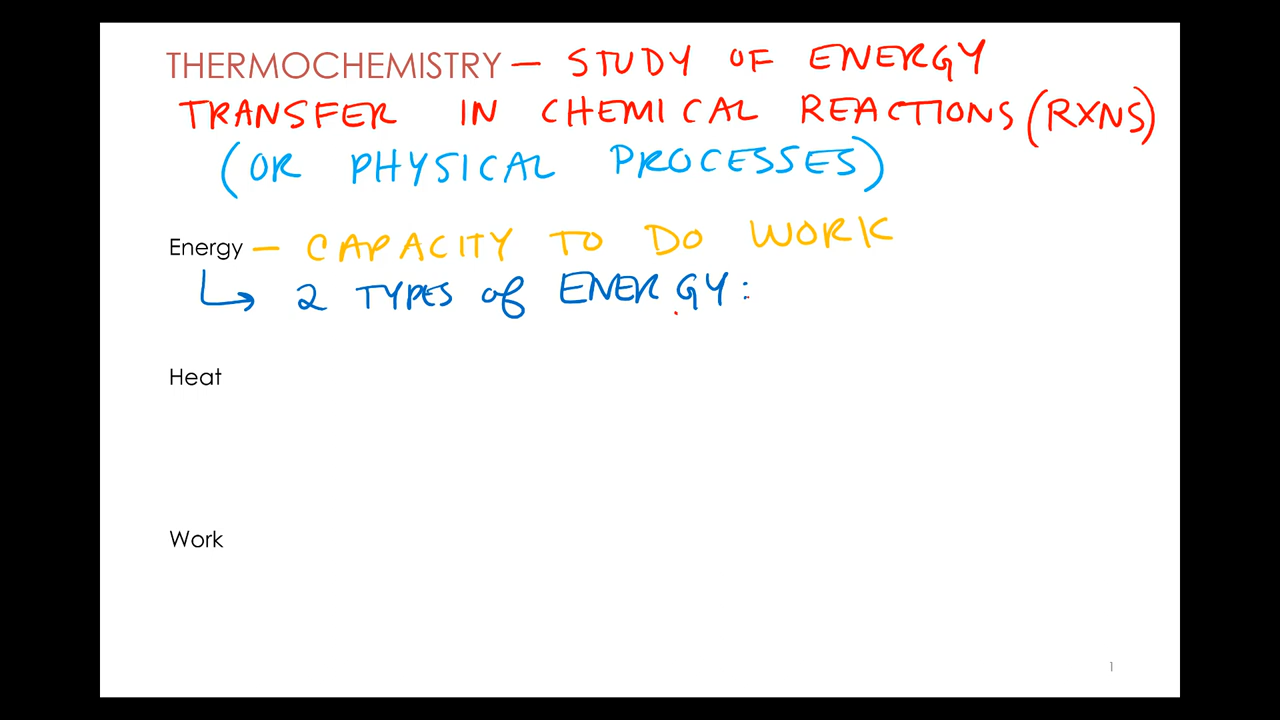 THERMOCHEMISTRY – STUDY OF ENERGY
TRANSFER IN CHEMICAL REACTIONS (RXNS)
(OR PHYSICAL PROCESSES)
Energy – CAPACITY TO DO WORK
↳ 2 TYPES of ENERGY:
Heat
Work
1